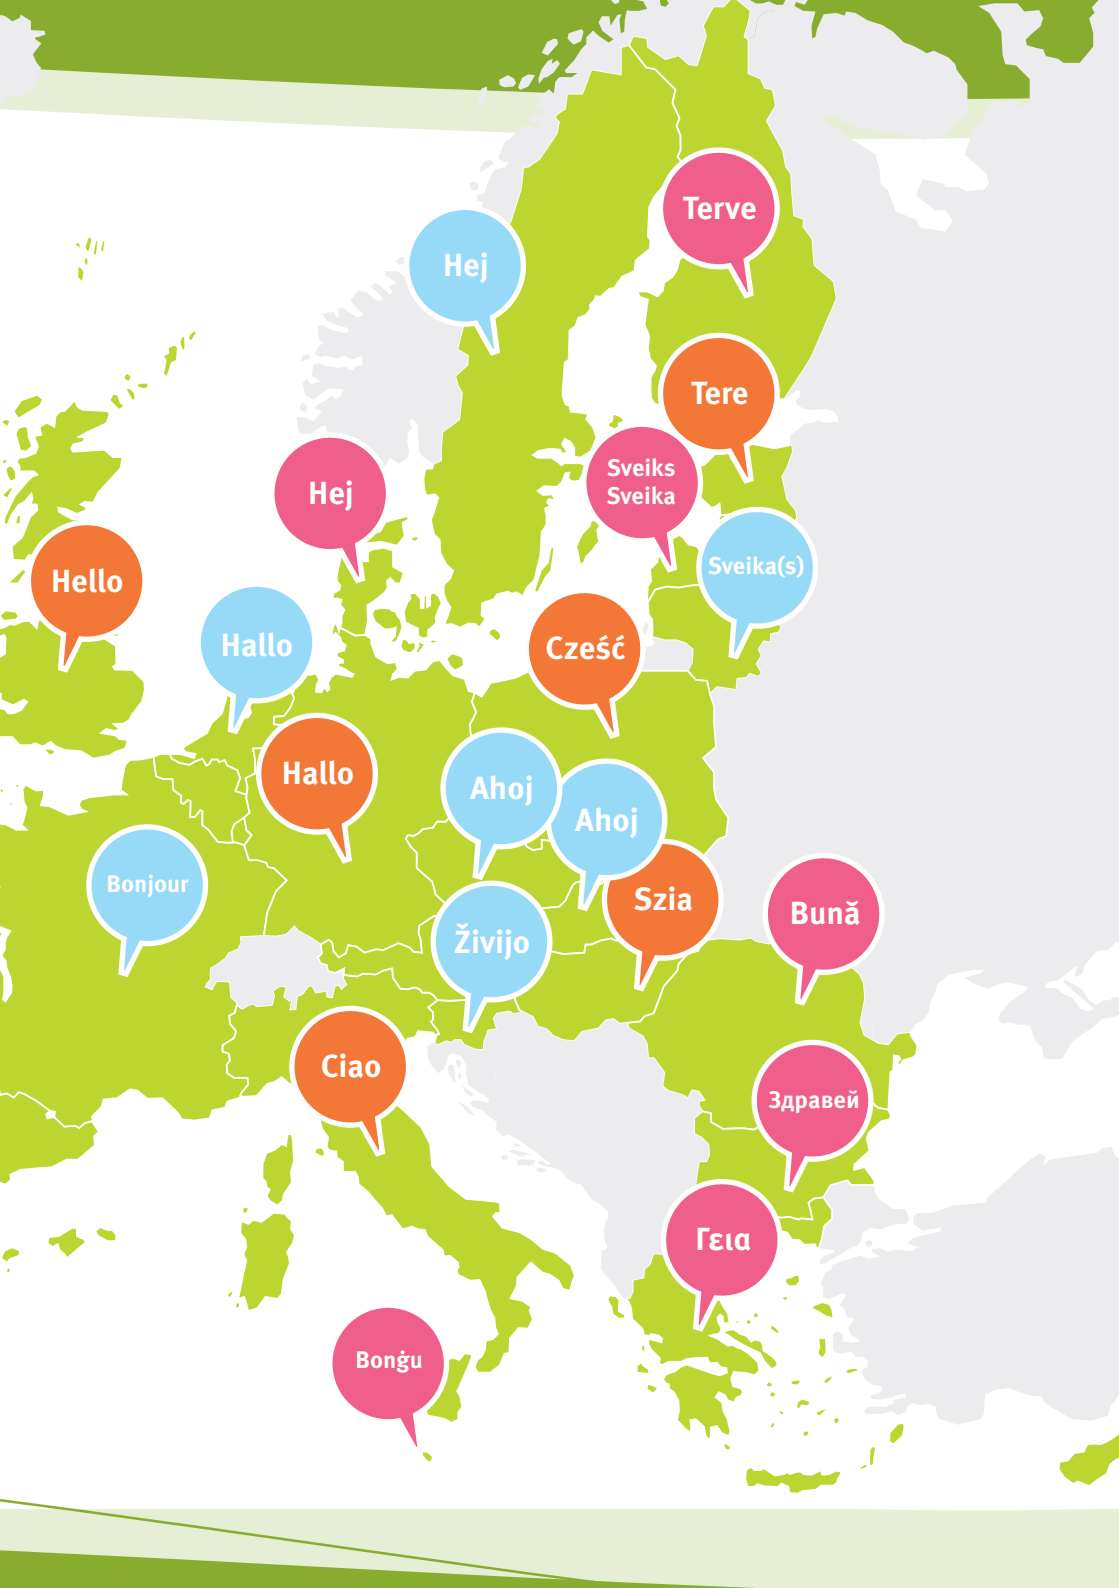 Terve
Hej
Tere
Sveiks
Sveika
Hej
Sveika(s)
Hello
Hallo
Cześć
Hallo
Ahoj
Ahoj
Bonjour
Szia
Bună
Živijo
Ciao
Здравей
Γεια
Bonġu